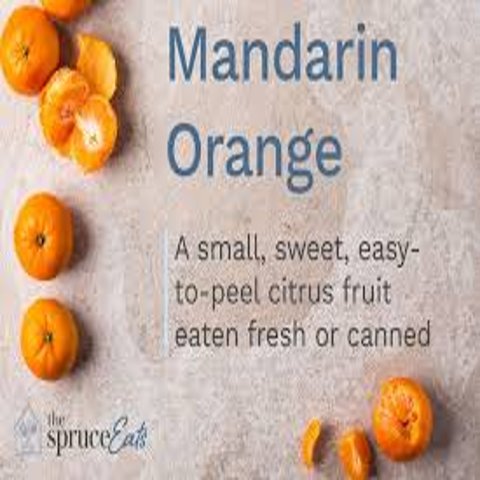 Mandarin
Orange
A small, sweet, easy-
to-peel citrus fruit
eaten fresh or canned
the
spruceEats